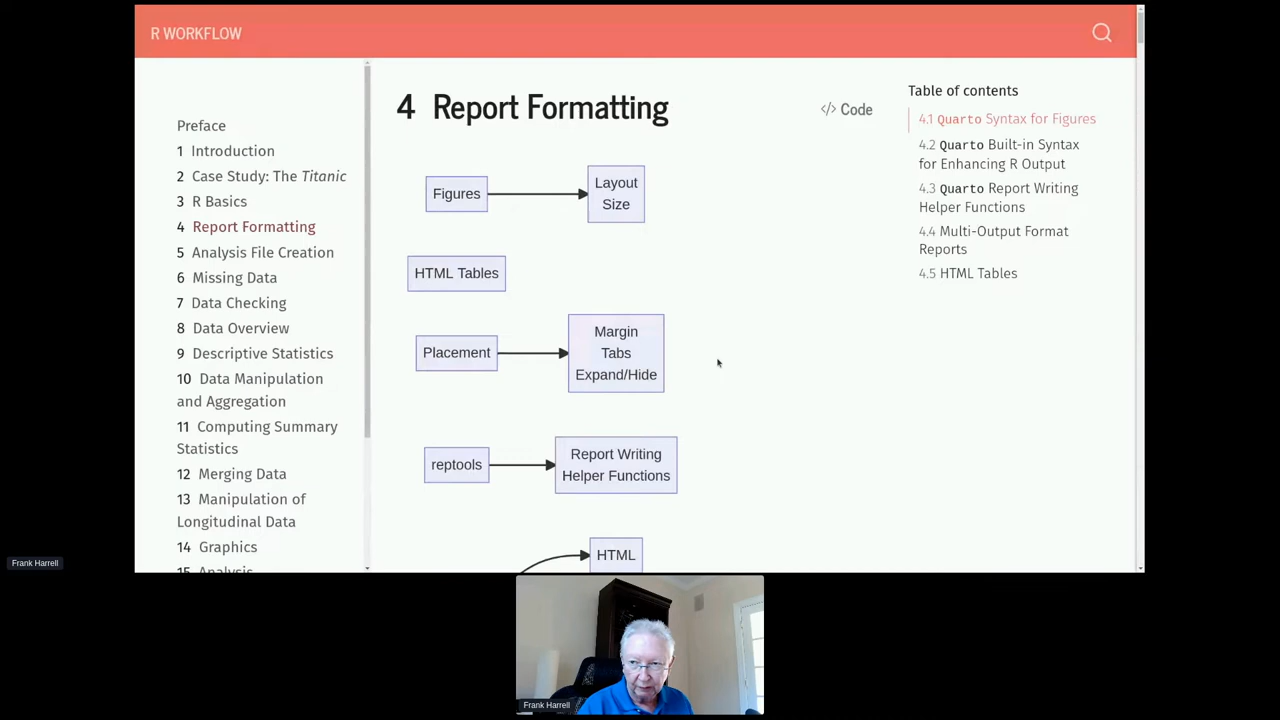 R WORKFLOW
Preface
1 Introduction
2 Case Study: The Titanic
3 R Basics
4 Report Formatting
5 Analysis File Creation
6 Missing Data
7 Data Checking
8 Data Overview
9 Descriptive Statistics
10 Data Manipulation
and Aggregation
11 Computing Summary
Statistics
12 Merging Data
13 Manipulation of
Longitudinal Data
14 Graphics
15 Analysis
4 Report Formatting
</> Code
Figures
Layout
Size
HTML Tables
Placement
Margin
Tabs
Expand/Hide
reptools
Report Writing
Helper Functions
HTML
Table of contents
4.1 Quarto Syntax for Figures
4.2 Quarto Built-in Syntax
for Enhancing R Output
4.3 Quarto Report Writing
Helper Functions
4.4 Multi-Output Format
Reports
4.5 HTML Tables
Frank Harrell
Frank Harrell